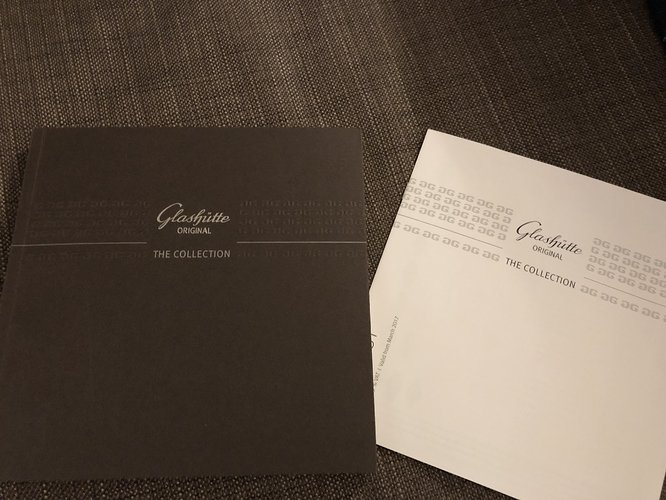 Glashütte
ORIGINAL
THE COLLECTION
Glashütte
ORIGINAL
THE COLLECTION
Valid from March 2017